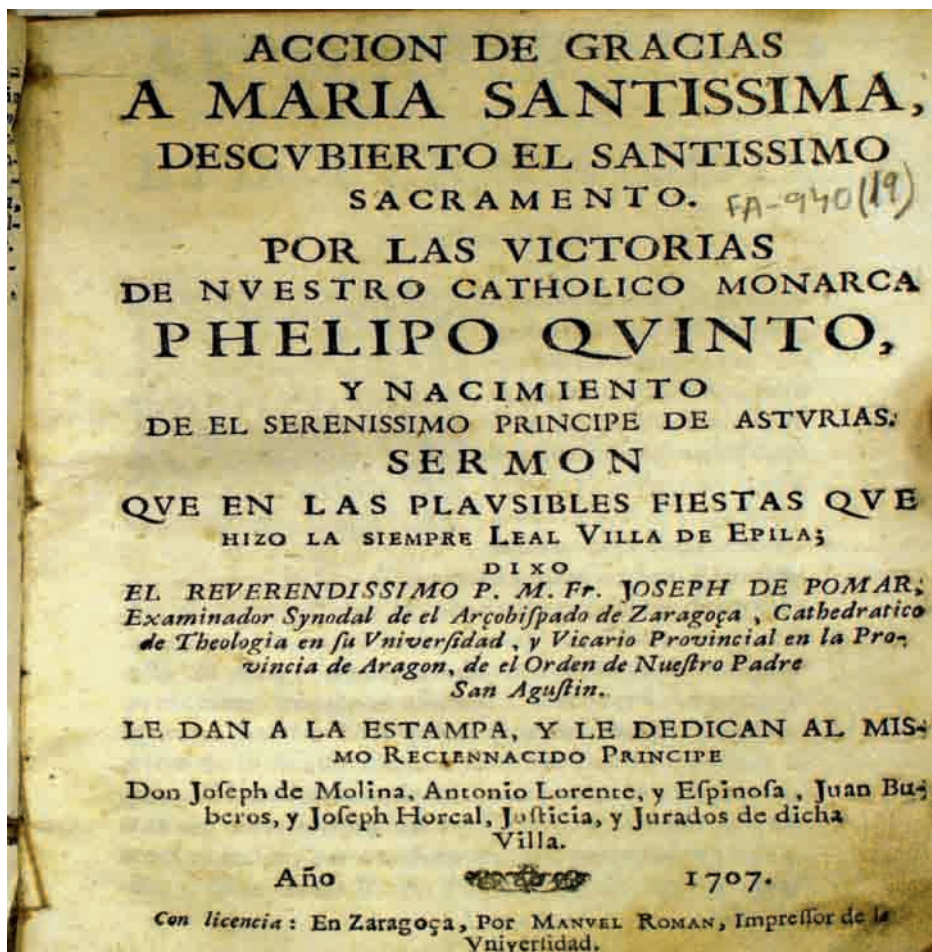 ACCION DE GRACIAS
A MARIA SANTISSIMA,
DESCVBIERTO EL SANTISSIMO
SACRAMENTO.
FA-940(19)
POR LAS VICTORIAS
DE NVESTRO CATHOLICO MONARCA
PHELIPO QVINTO,
Y NACIMIENTO
DE EL SERENISSIMO PRINCIPE DE ASTVRIAS.
SERMON
QVE EN LAS PLAVSIBLES FIESTAS QVE
HIZO LA SIEMPRE LEAL VILLA DE EPILA;
DIXO
EL REVERENDISSIMO P. M. Fr. JOSEPH DE POMAR;
Examinador Synodal de el Arçobiſpado de Zaragoça, Cathedratico
de Theologia en ſu Vniverſidad, y Vicario Provincial en la Pro-
vincia de Aragon, de el Orden de Nueſtro Padre
San Aguſtin.
LE DAN A LA ESTAMPA, Y LE DEDICAN AL MIS-
MO RECIENNACIDO PRINCIPE
Don Joſeph de Molina, Antonio Lorente, y Eſpinoſa, Juan Bu-
beros, y Joſeph Horcal, Juſticia, y Jurados de dicha
Villa.
Año 1707.
Con licencia: En Zaragoça, Por MANVEL ROMAN, Impreſſor de la
Vniverſidad.